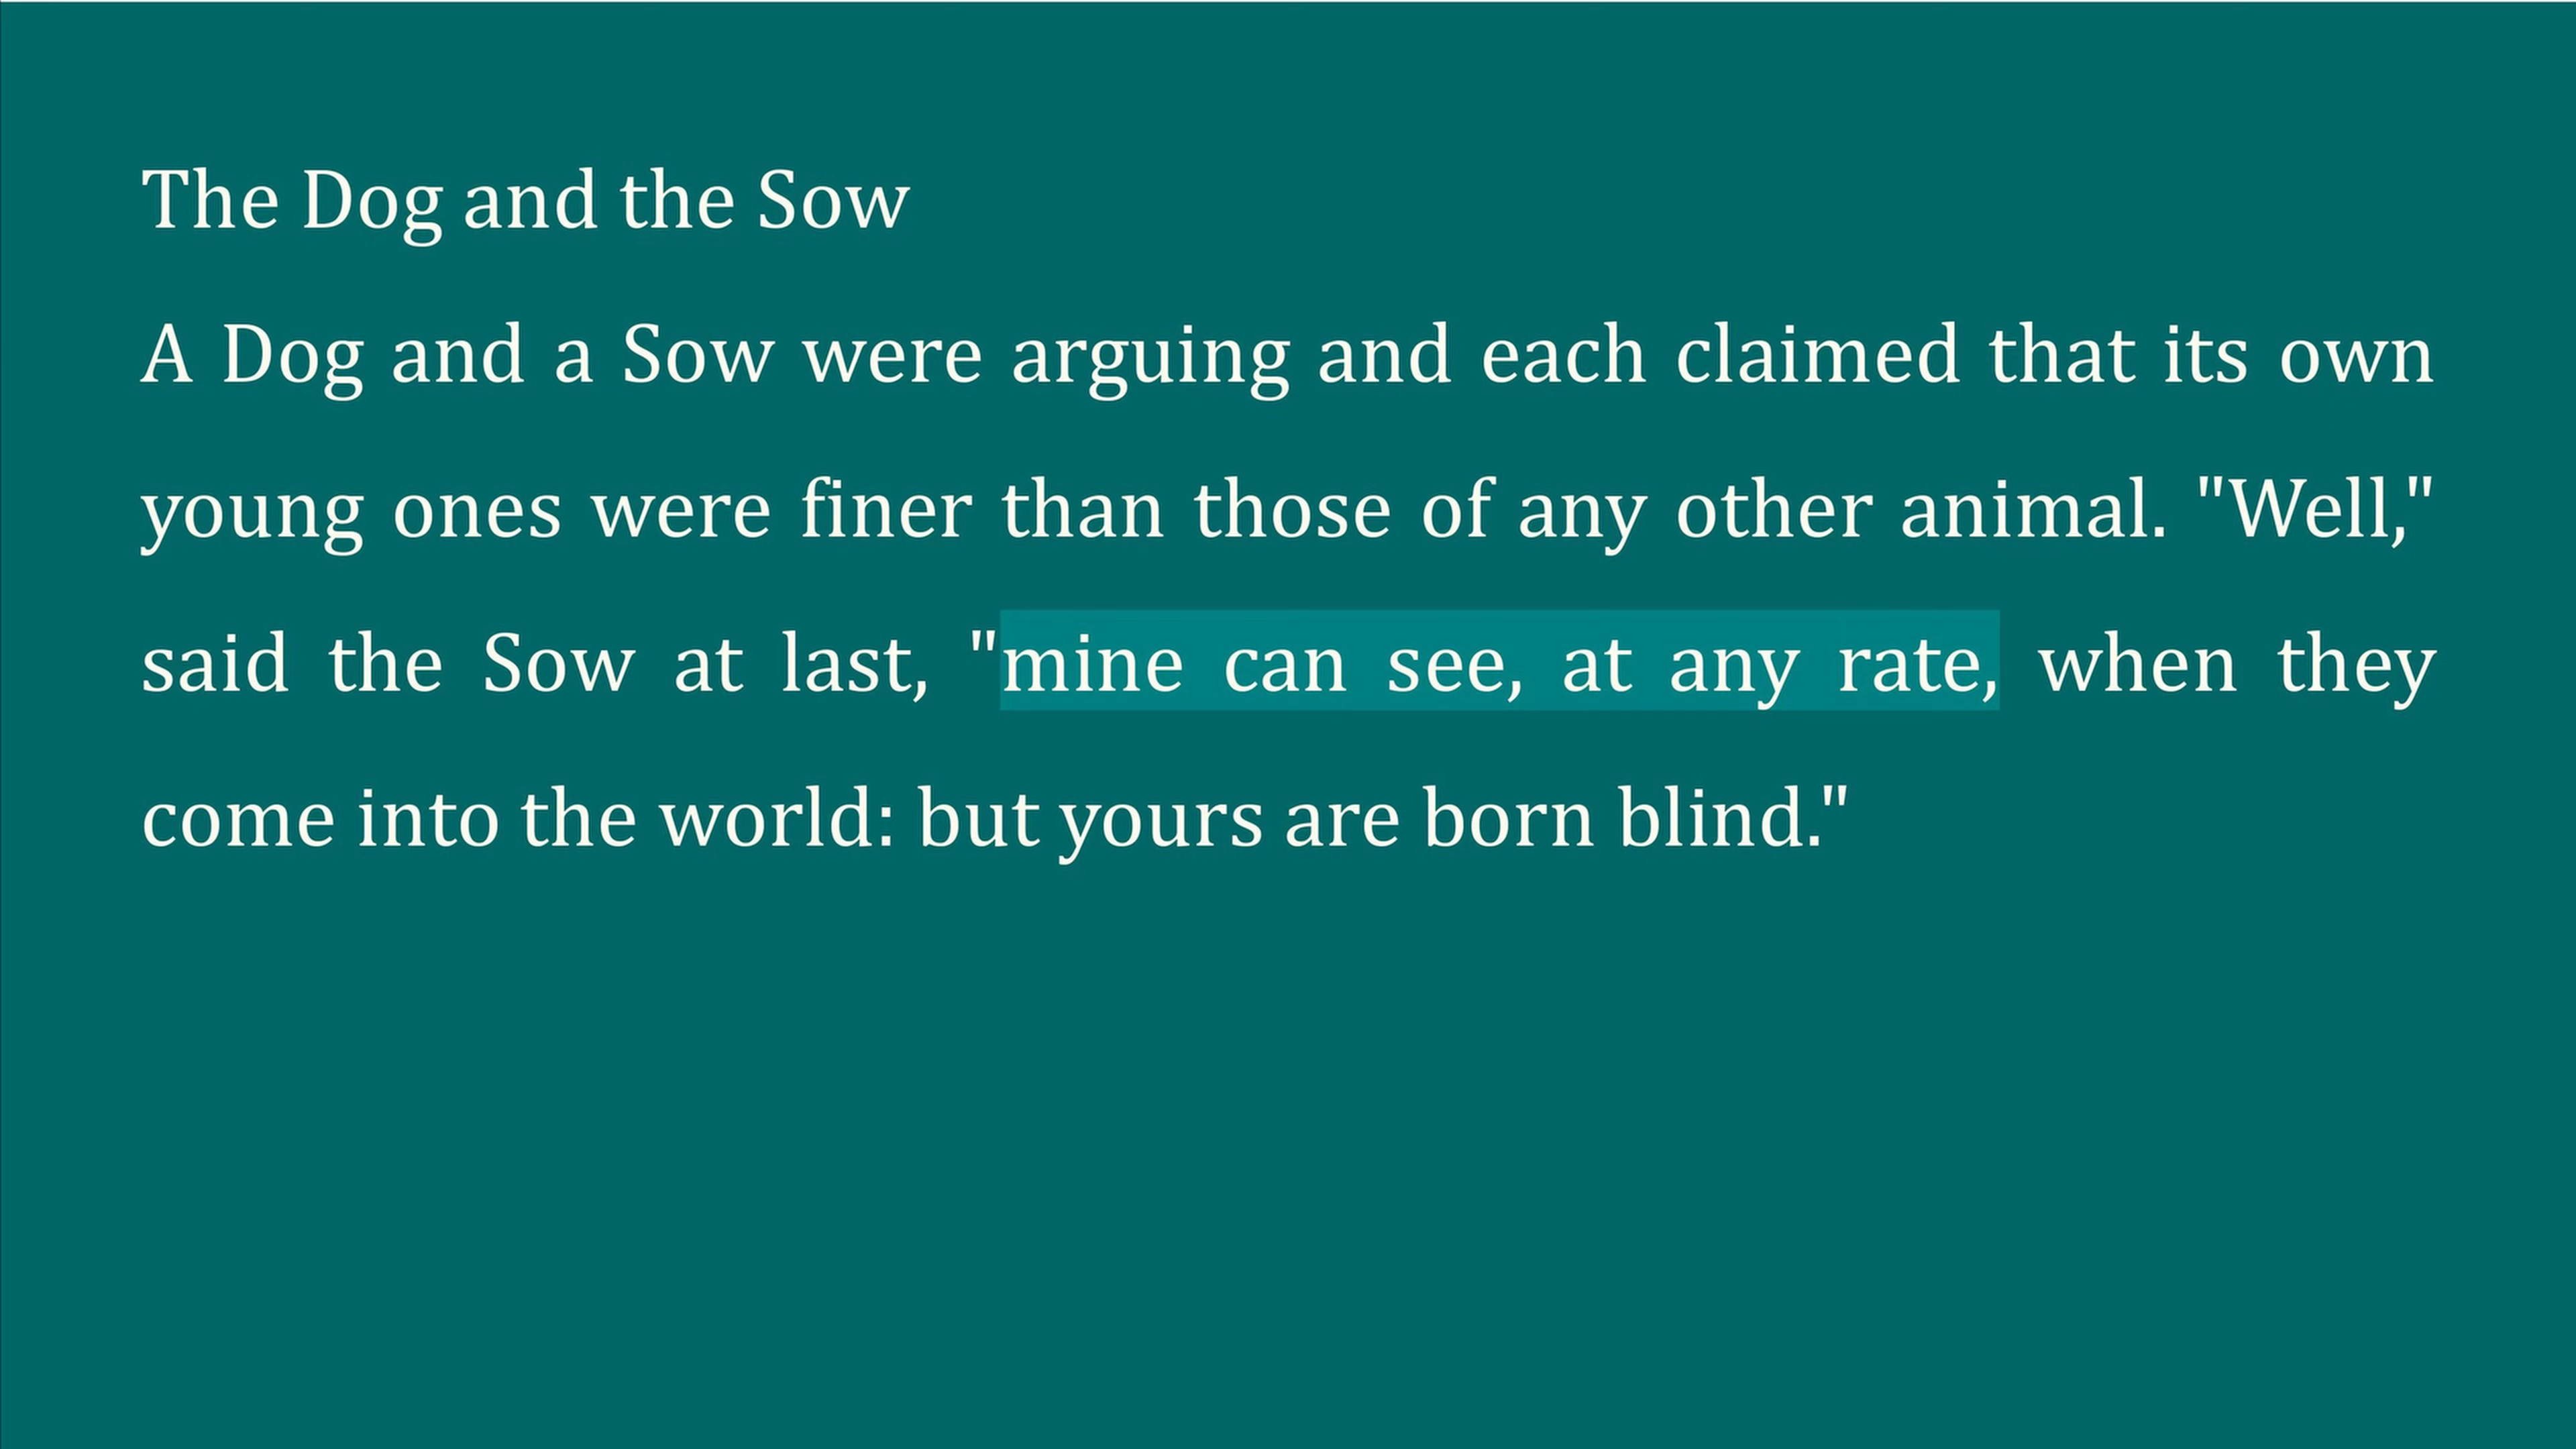 The Dog and the Sow
A Dog and a Sow were arguing and each claimed that its own
young ones were finer than those of any other animal. "Well,"
said the Sow at last, "mine can see, at any rate, when they
come into the world: but yours are born blind."